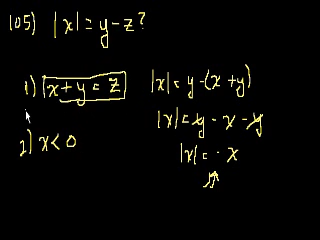 105) |x| = y - z?
1) x + y = z
|x| = y - (x + y)
|x| = y - x - y
2) x < 0
|x| = - x